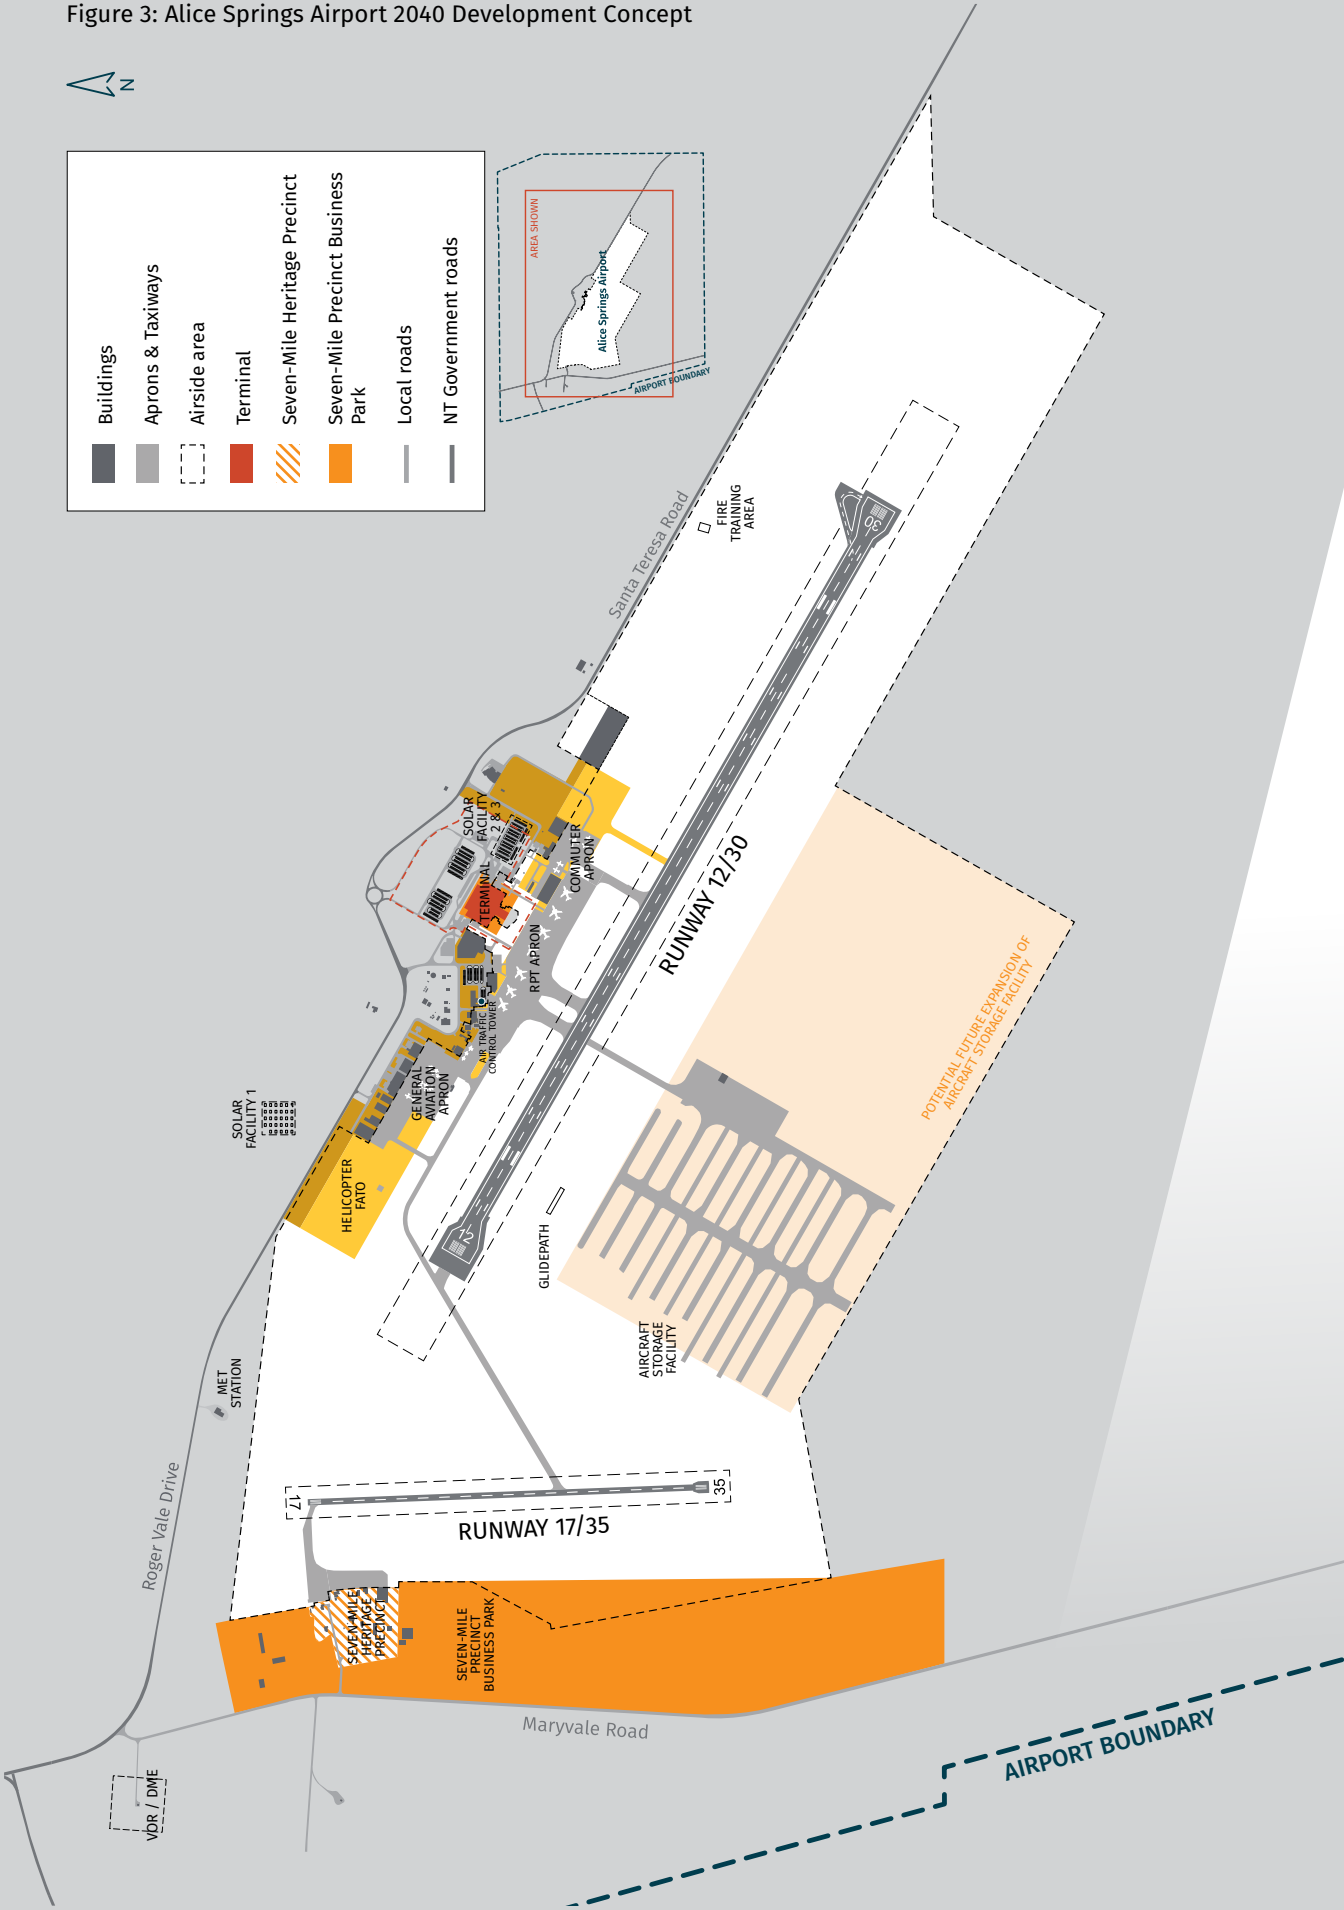 Figure 3: Alice Springs Airport 2040 Development Concept
N
Buildings
Aprons & Taxiways
Airside area
Terminal
Seven-Mile Heritage Precinct
Seven-Mile Precinct Business
Park
Local roads
NT Government roads
AREA SHOWN
Alice Springs Airport
AIRPORT BOUNDARY
Santa Teresa Road
FIRE
TRAINING
AREA
30
SOLAR
FACILITY
2 & 3
TERMINAL
COMMUTER
APRON
RPT APRON
RUNWAY 12/30
AIR TRAFFIC
CONTROL TOWER
GENERAL
AVIATION
APRON
SOLAR
FACILITY 1
HELICOPTER
FATO
12
GLIDEPATH
POTENTIAL FUTURE EXPANSION OF
AIRCRAFT STORAGE FACILITY
AIRCRAFT
STORAGE
FACILITY
MET
STATION
Roger Vale Drive
17
35
RUNWAY 17/35
SEVEN-MILE
HERITAGE
PRECINCT
SEVEN-MILE
PRECINCT
BUSINESS PARK
Maryvale Road
VOR / DME
AIRPORT BOUNDARY